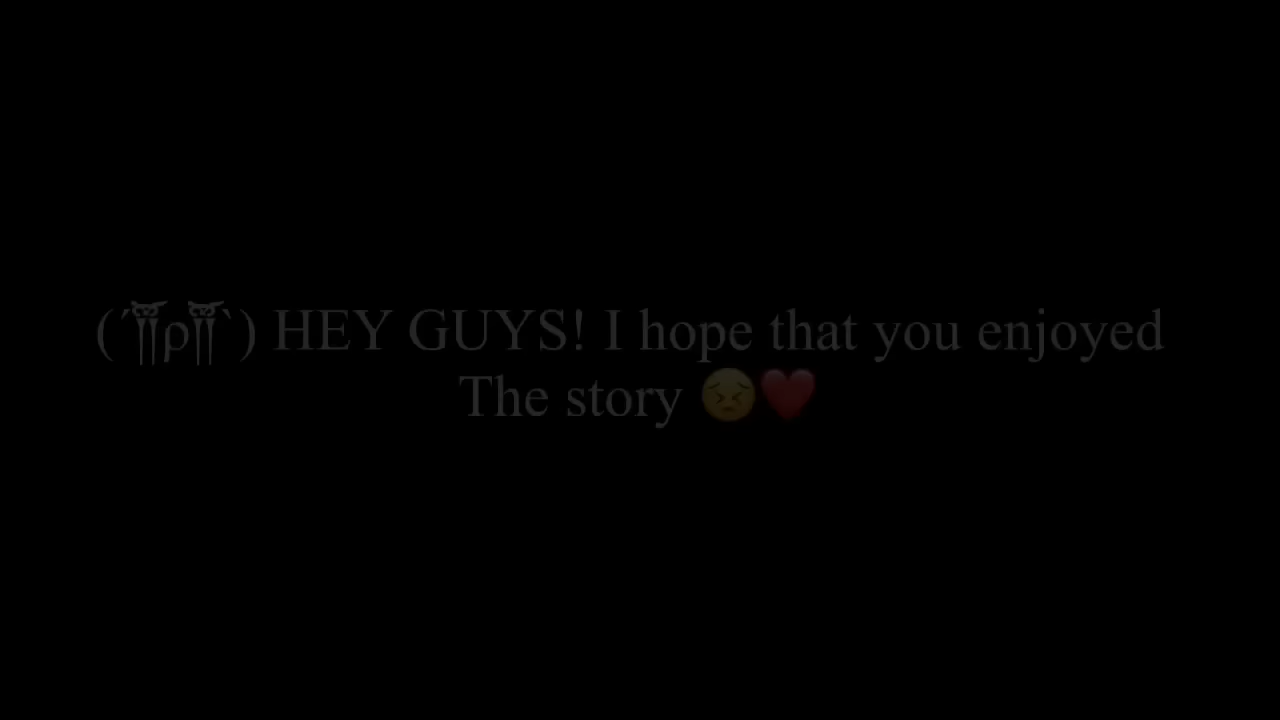 (´༎ຶρ༎ຶ`) HEY GUYS! I hope that you enjoyed
The story 😣❤️